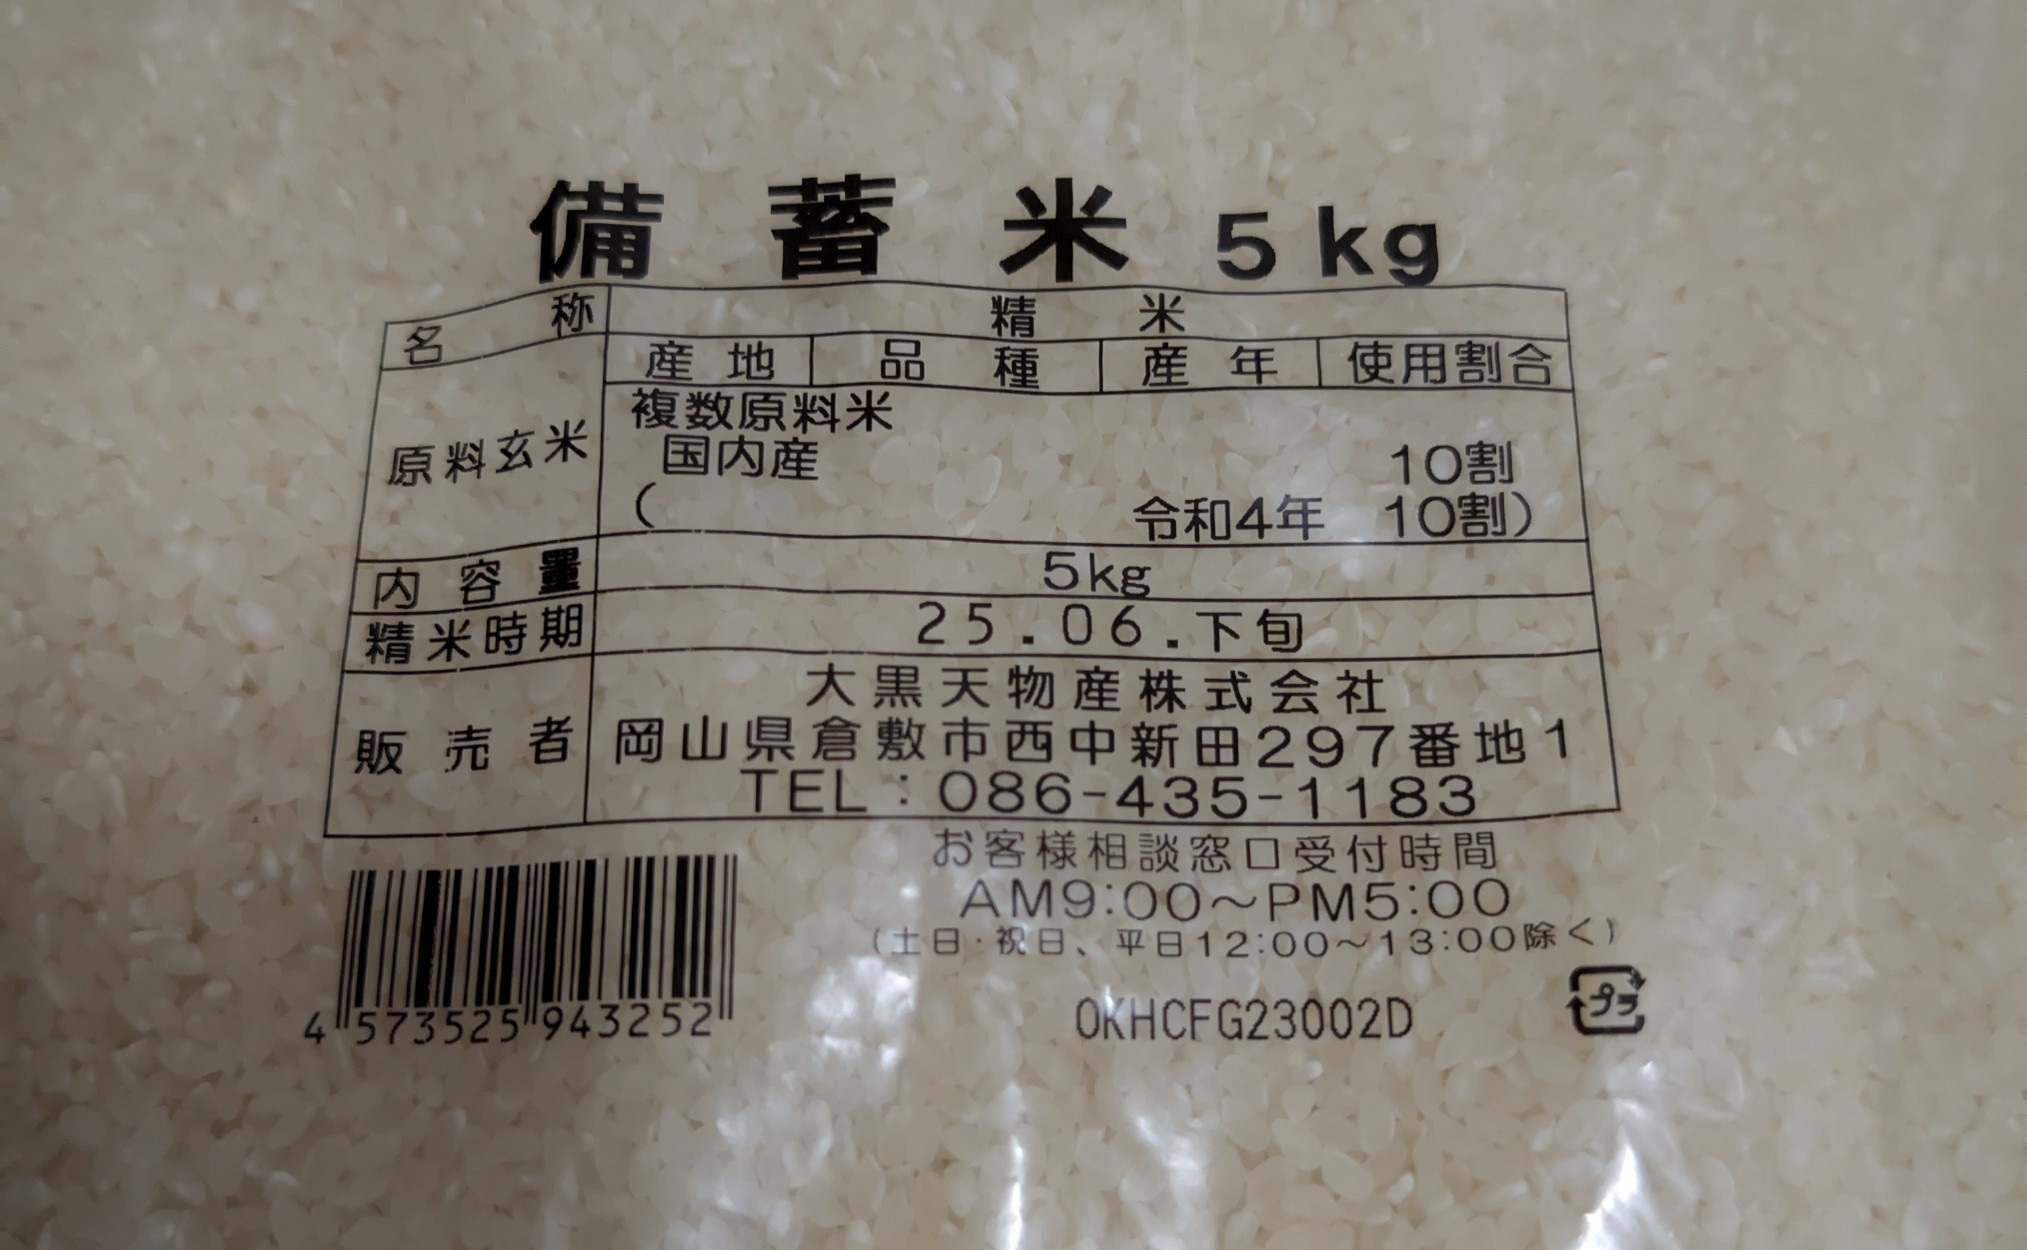 備蓄米 5kg
名称 精米
産地 品種 産年 使用割合
原料玄米 複数原料米
国内産 10割
( 令和4年 10割)
内容量 5kg
精米時期 25.06.下旬
大黒天物産株式会社
販売者 岡山県倉敷市西中新田297番地1
TEL:086-435-1183
お客様相談窓口受付時間
AM9:00〜PM5:00
(土日・祝日、平日12:00〜13:00除く)
4 573525 943252
OKHCFG23002D
プラ